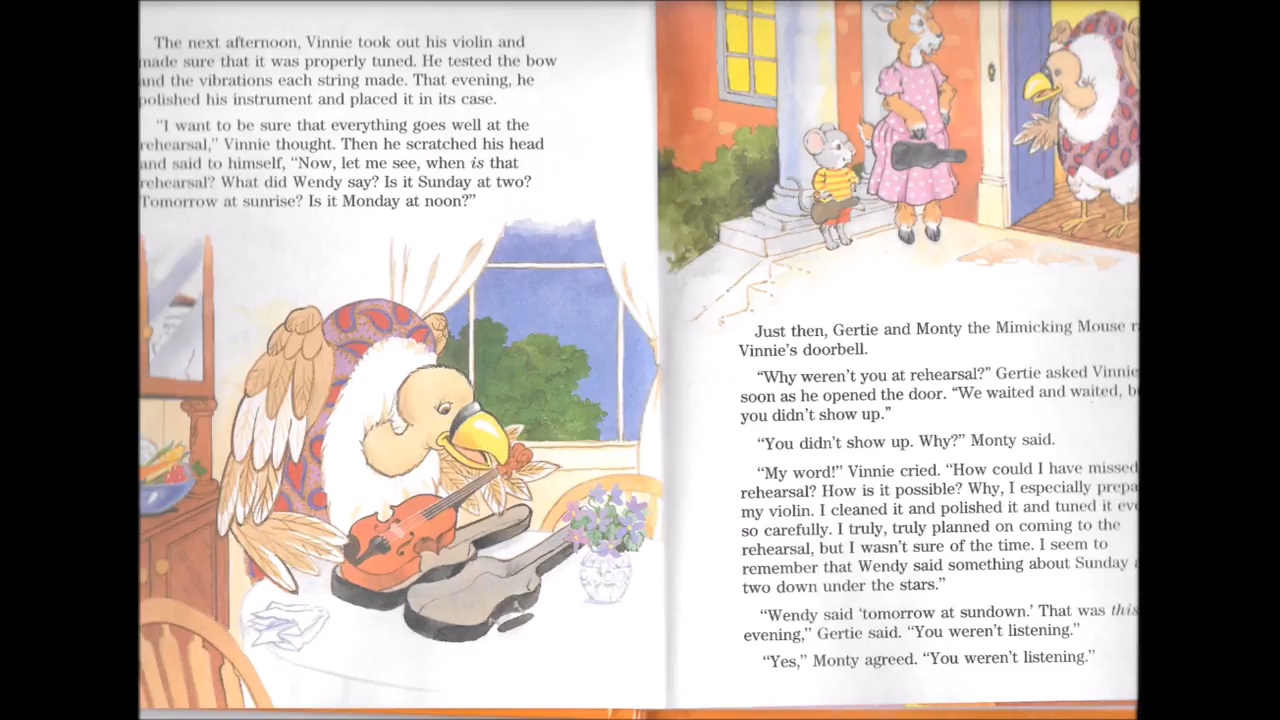 The next afternoon, Vinnie took out his violin and
made sure that it was properly tuned. He tested the bow
and the vibrations each string made. That evening, he
polished his instrument and placed it in its case.
“I want to be sure that everything goes well at the
rehearsal,” Vinnie thought. Then he scratched his head
and said to himself, “Now, let me see, when is that
rehearsal? What did Wendy say? Is it Sunday at two?
Tomorrow at sunrise? Is it Monday at noon?”
Just then, Gertie and Monty the Mimicking Mouse
Vinnie’s doorbell.
“Why weren’t you at rehearsal?” Gertie asked Vinnie
soon as he opened the door. “We waited and waited,
you didn’t show up.”
“You didn’t show up. Why?” Monty said.
“My word!” Vinnie cried. “How could I have missed
rehearsal? How is it possible? Why, I especially
my violin. I cleaned it and polished it and tuned it
so carefully. I truly, truly planned on coming to the
rehearsal, but I wasn’t sure of the time. I seem to
remember that Wendy said something about Sunday
two down under the stars.”
“Wendy said ‘tomorrow at sundown.’ That was this
evening,” Gertie said. “You weren’t listening.”
“Yes,” Monty agreed. “You weren’t listening.”